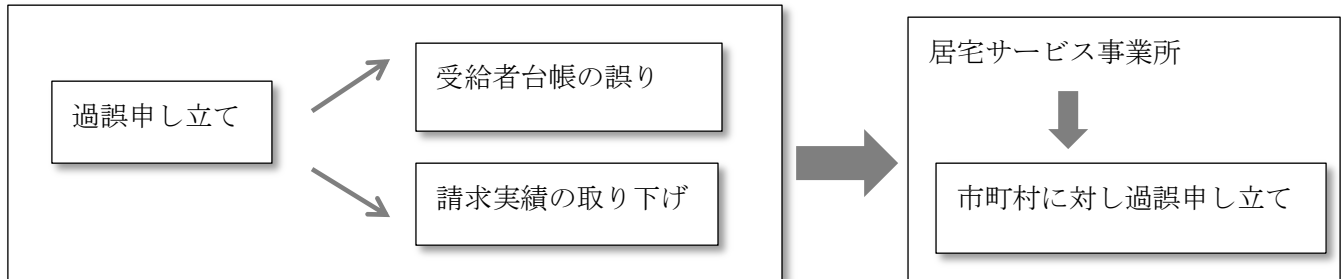 過誤申し立て
受給者台帳の誤り
請求実績の取り下げ
居宅サービス事業所
市町村に対し過誤申し立て